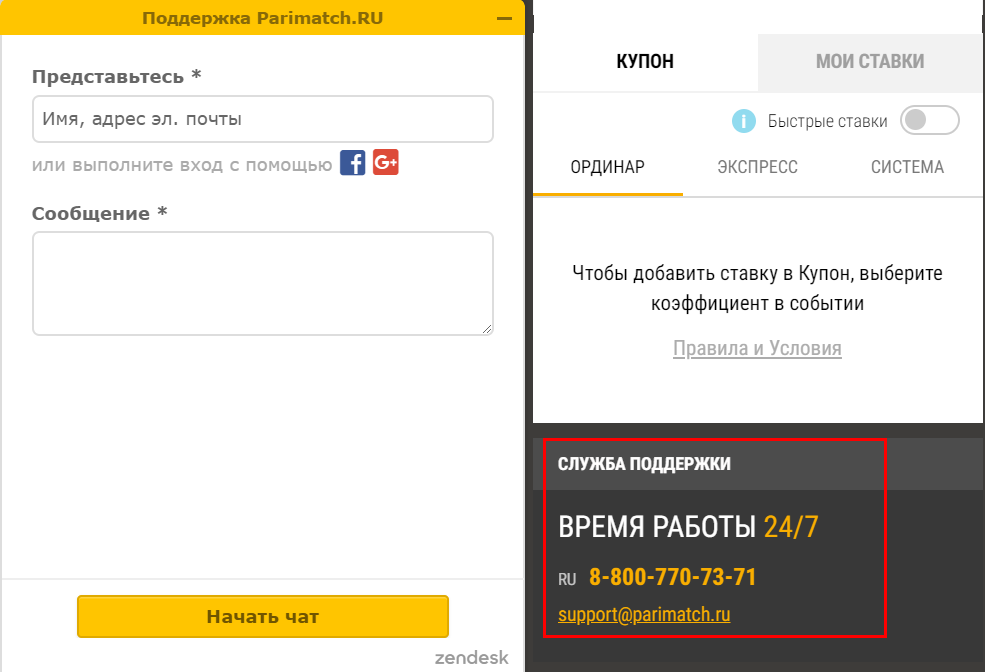 Поддержка Parimatch.RU
Представьтесь *
Имя, адрес эл. почты
или выполните вход с помощью f G+
Сообщение *
Начать чат
zendesk
КУПОН
МОИ СТАВКИ
i Быстрые ставки
ОРДИНАР
ЭКСПРЕСС
СИСТЕМА
Чтобы добавить ставку в Купон, выберите
коэффициент в событии
Правила и Условия
СЛУЖБА ПОДДЕРЖКИ
ВРЕМЯ РАБОТЫ 24/7
RU 8-800-770-73-71
support@parimatch.ru